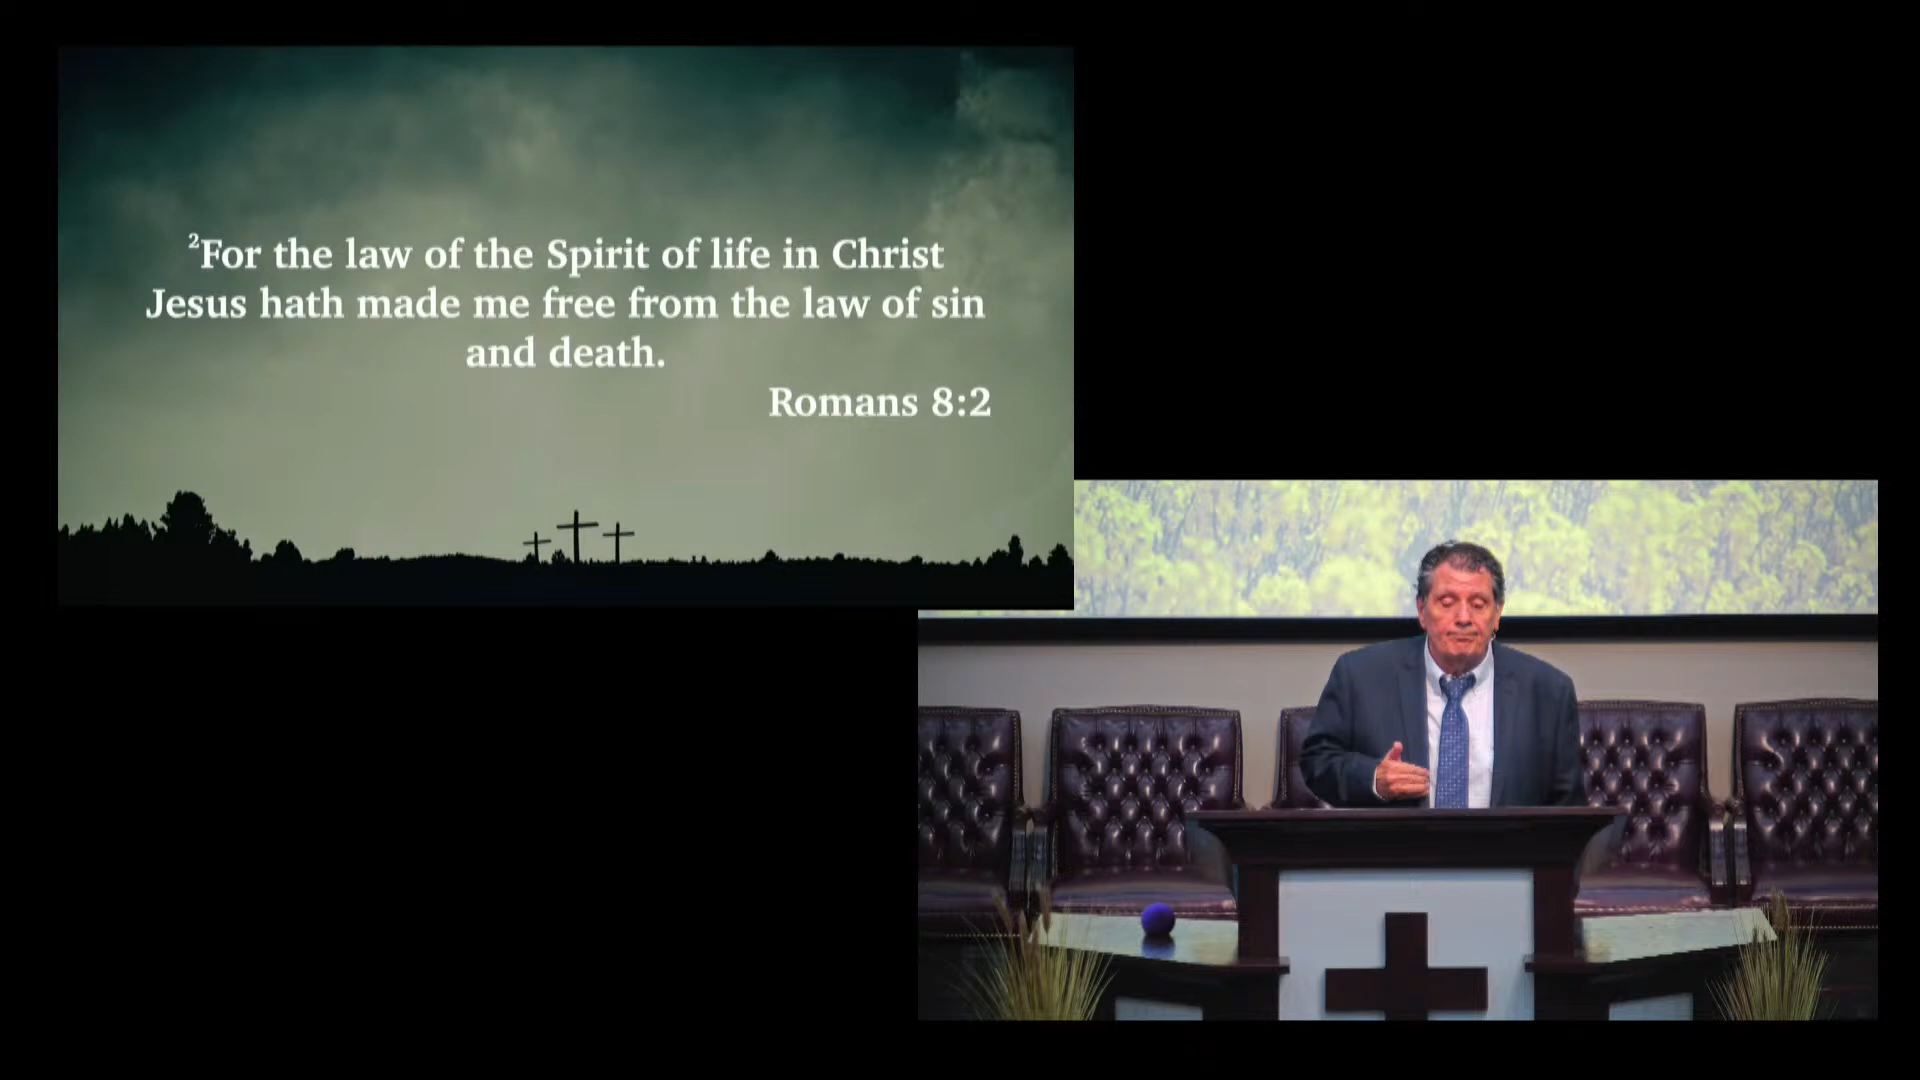 ²For the law of the Spirit of life in Christ
Jesus hath made me free from the law of sin
and death.
Romans 8:2